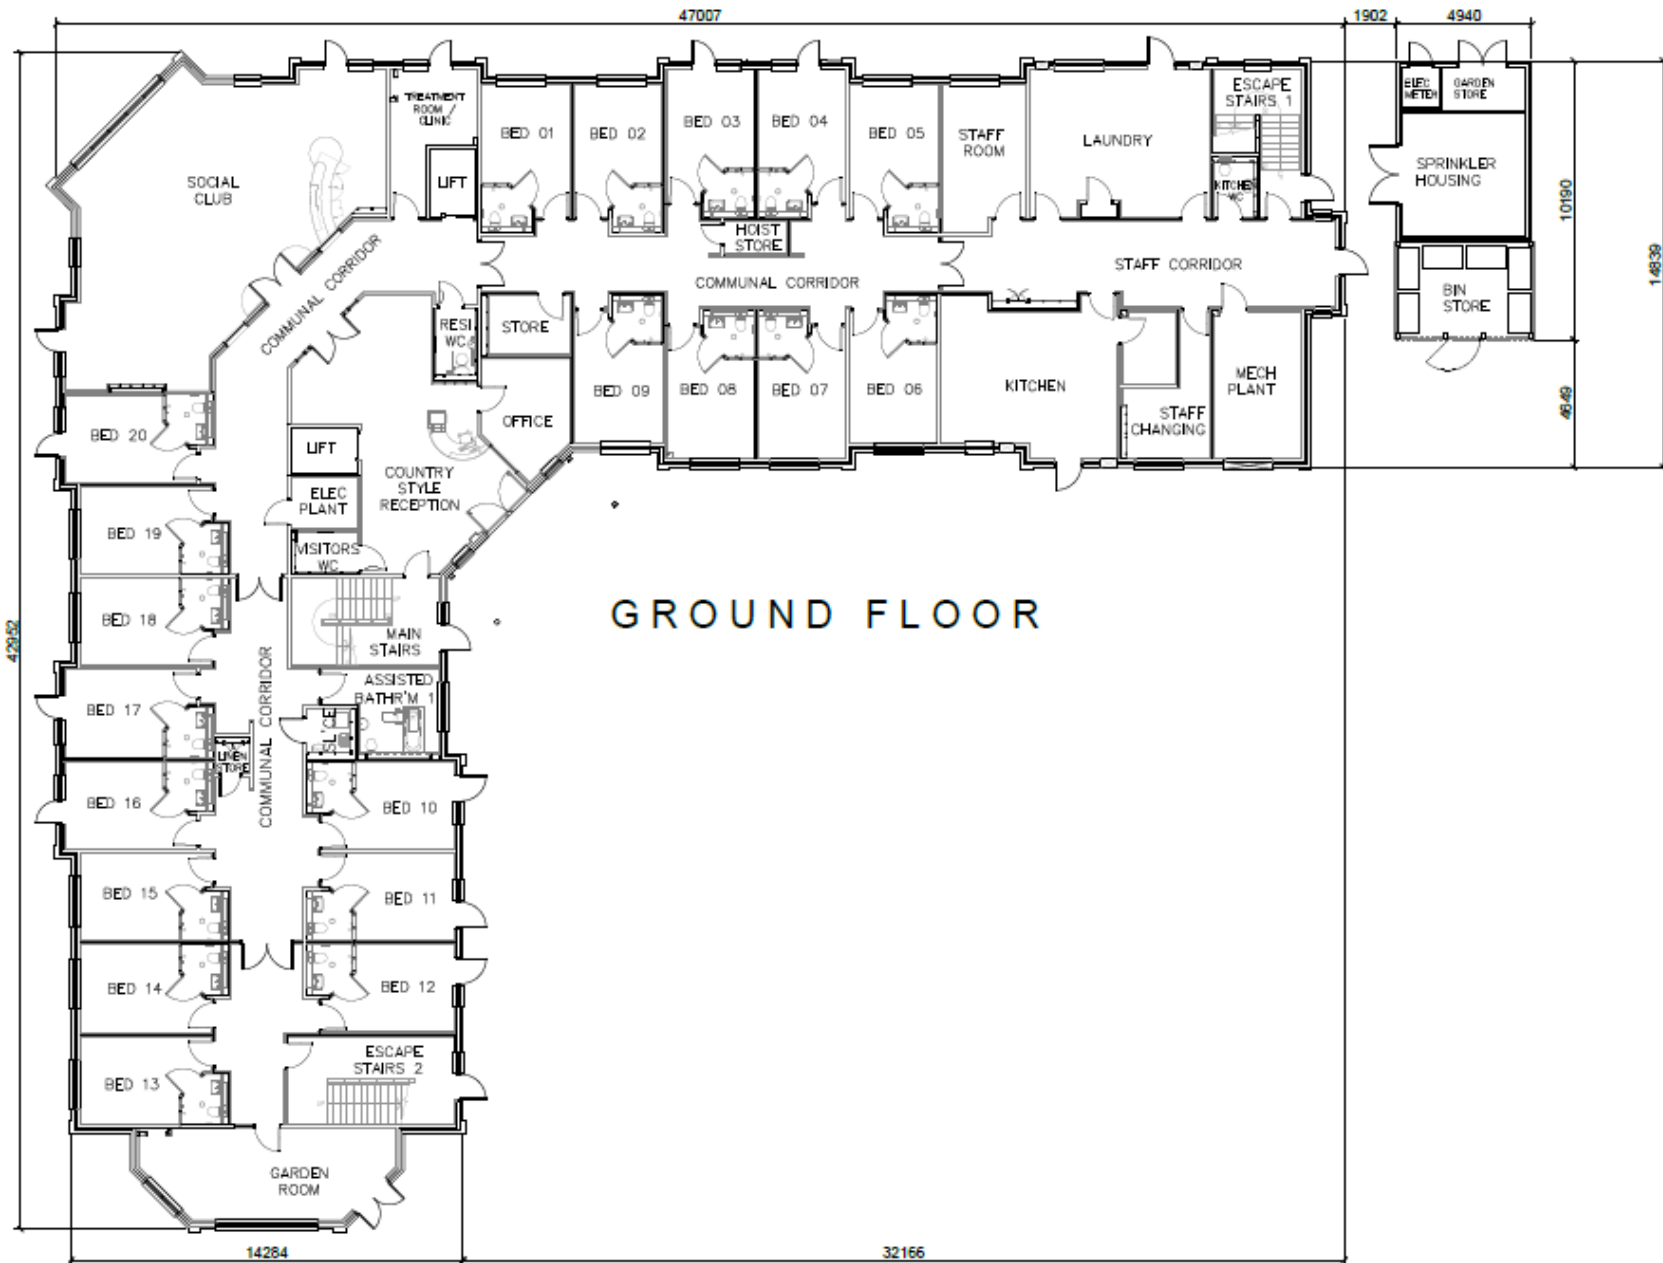 47007
1902
4940
ESCAPE
STAIRS 1
ELEC
METER
GARDEN
STORE
TREATMENT
ROOM /
CLINIC
BED 01
BED 02
BED 03
BED 04
BED 05
STAFF
ROOM
LAUNDRY
SPRINKLER
HOUSING
SOCIAL
CLUB
LIFT
KITCHEN
WC
10190
14839
HOIST
STORE
COMMUNAL CORRIDOR
COMMUNAL CORRIDOR
STAFF CORRIDOR
BIN
STORE
RESI
WC
STORE
BED 09
BED 08
BED 07
BED 06
KITCHEN
MECH
PLANT
STAFF
CHANGING
4649
OFFICE
BED 20
LIFT
COUNTRY
STYLE
RECEPTION
ELEC
PLANT
BED 19
VISITORS
WC
GROUND FLOOR
BED 18
MAIN
STAIRS
42952
ASSISTED
BATHR'M 1
BED 17
SL'CE
COMMUNAL CORRIDOR
LINEN
STORE
BED 16
BED 10
BED 15
BED 11
BED 14
BED 12
ESCAPE
STAIRS 2
BED 13
GARDEN
ROOM
14284
32166